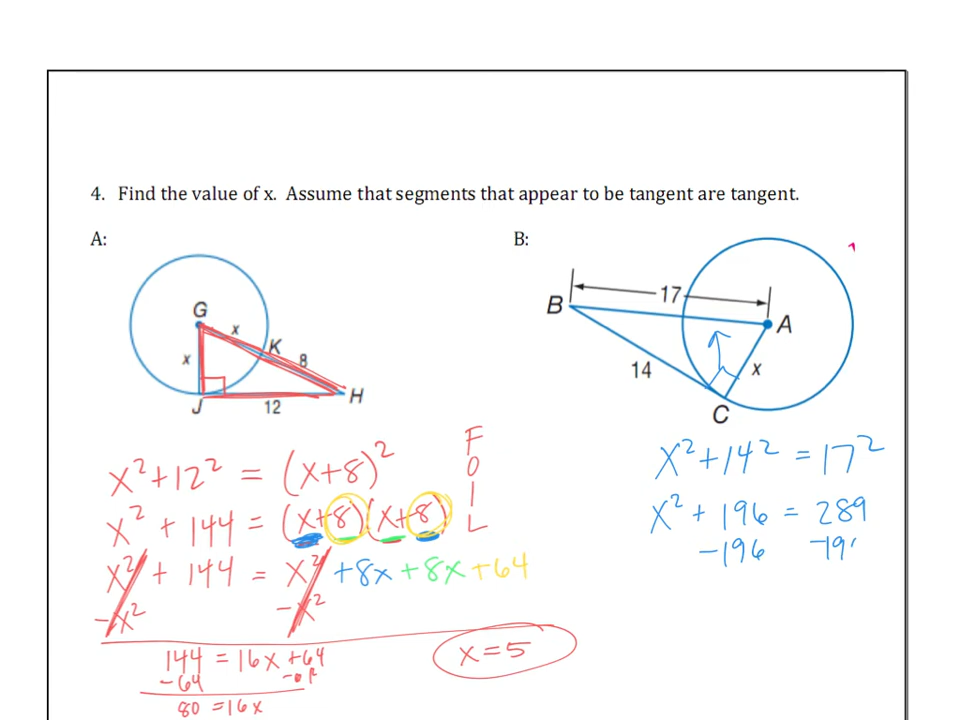 4. Find the value of x. Assume that segments that appear to be tangent are tangent.
A:
G
x
K
8
x
J
12
H
B:
B
17
A
14
x
C
x²+12² = (x+8)²
x² + 144 = (x+8)(x+8)
x² + 144 = x² +8x +8x +64
-x² -x²
144 = 16x +64
-64
80 = 16x
x=5
F
O
I
L
x²+14² = 17²
x² + 196 = 289
-196